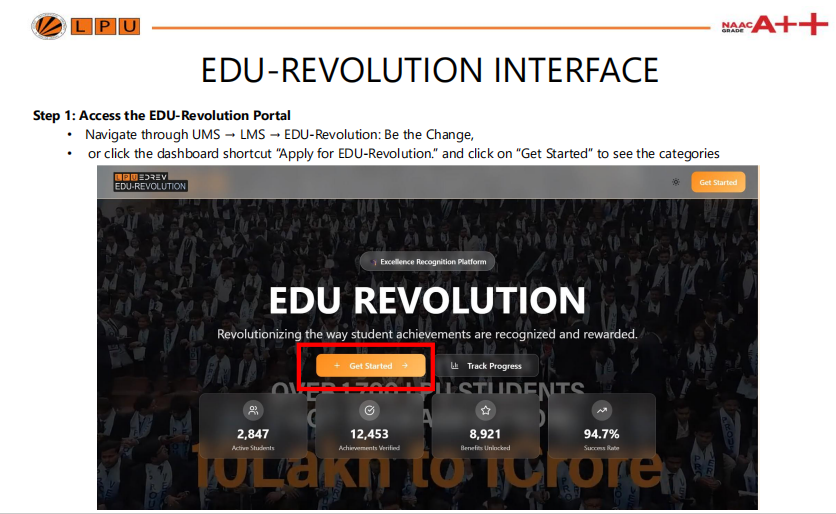 LPU
NAAC
GRADE A++
EDU-REVOLUTION INTERFACE
Step 1: Access the EDU-Revolution Portal
• Navigate through UMS → LMS → EDU-Revolution: Be the Change,
• or click the dashboard shortcut “Apply for EDU-Revolution.” and click on “Get Started” to see the categories
LPU EDREV
EDU-REVOLUTION
Get Started
Excellence Recognition Platform
EDU REVOLUTION
Revolutionizing the way student achievements are recognized and rewarded.
Get Started →
Track Progress
OVER 1700 LPU STUDENTS
2,847
Active Students
12,453
Achievements Verified
8,921
Benefits Unlocked
94.7%
Success Rate
10Lakh to 1Crore